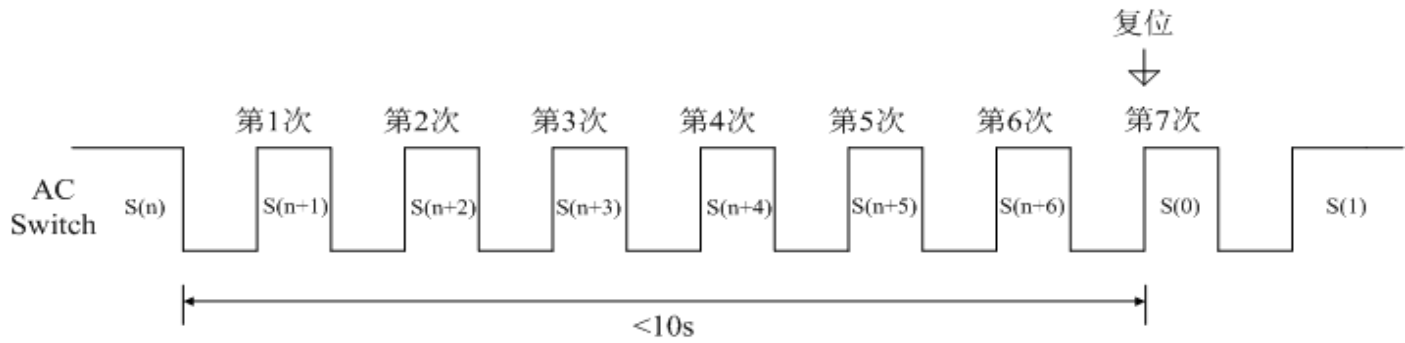 复位
第1次 第2次 第3次 第4次 第5次 第6次 第7次
AC
Switch
S(n) S(n+1) S(n+2) S(n+3) S(n+4) S(n+5) S(n+6) S(0) S(1)
<10s